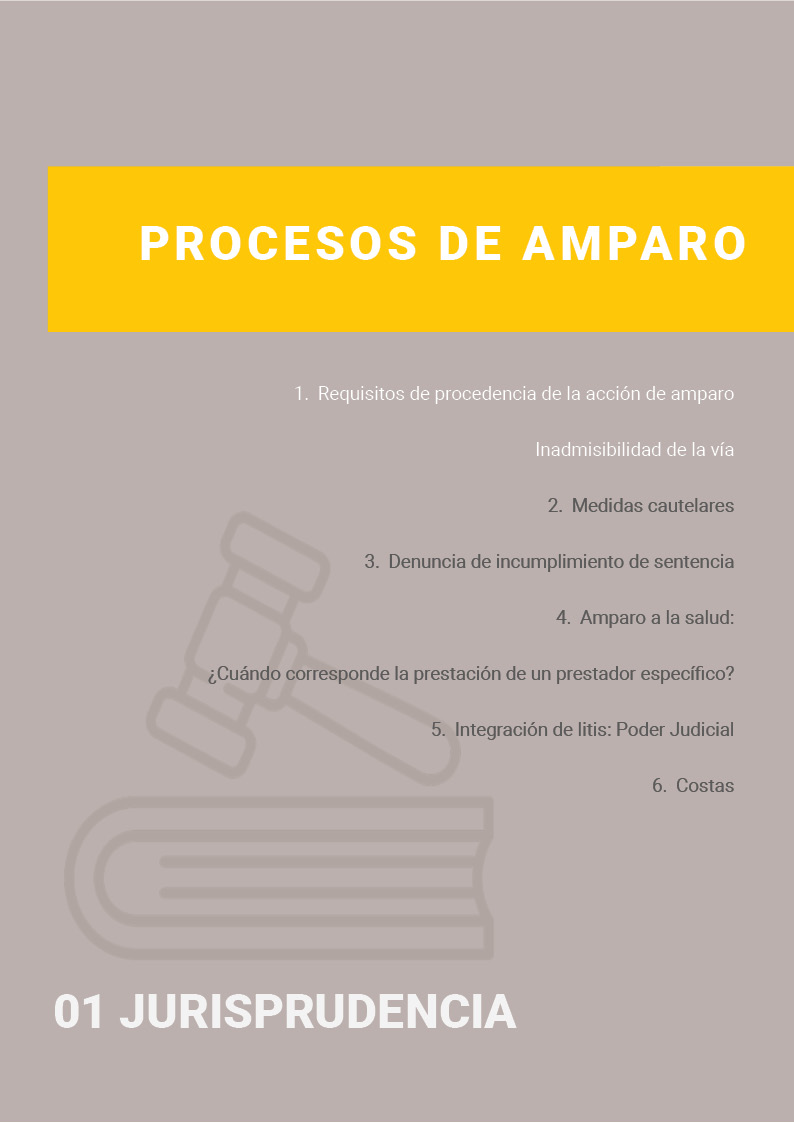 PROCESOS DE AMPARO
1. Requisitos de procedencia de la acción de amparo
Inadmisibilidad de la vía
2. Medidas cautelares
3. Denuncia de incumplimiento de sentencia
4. Amparo a la salud:
¿Cuándo corresponde la prestación de un prestador específico?
5. Integración de litis: Poder Judicial
6. Costas
01 JURISPRUDENCIA